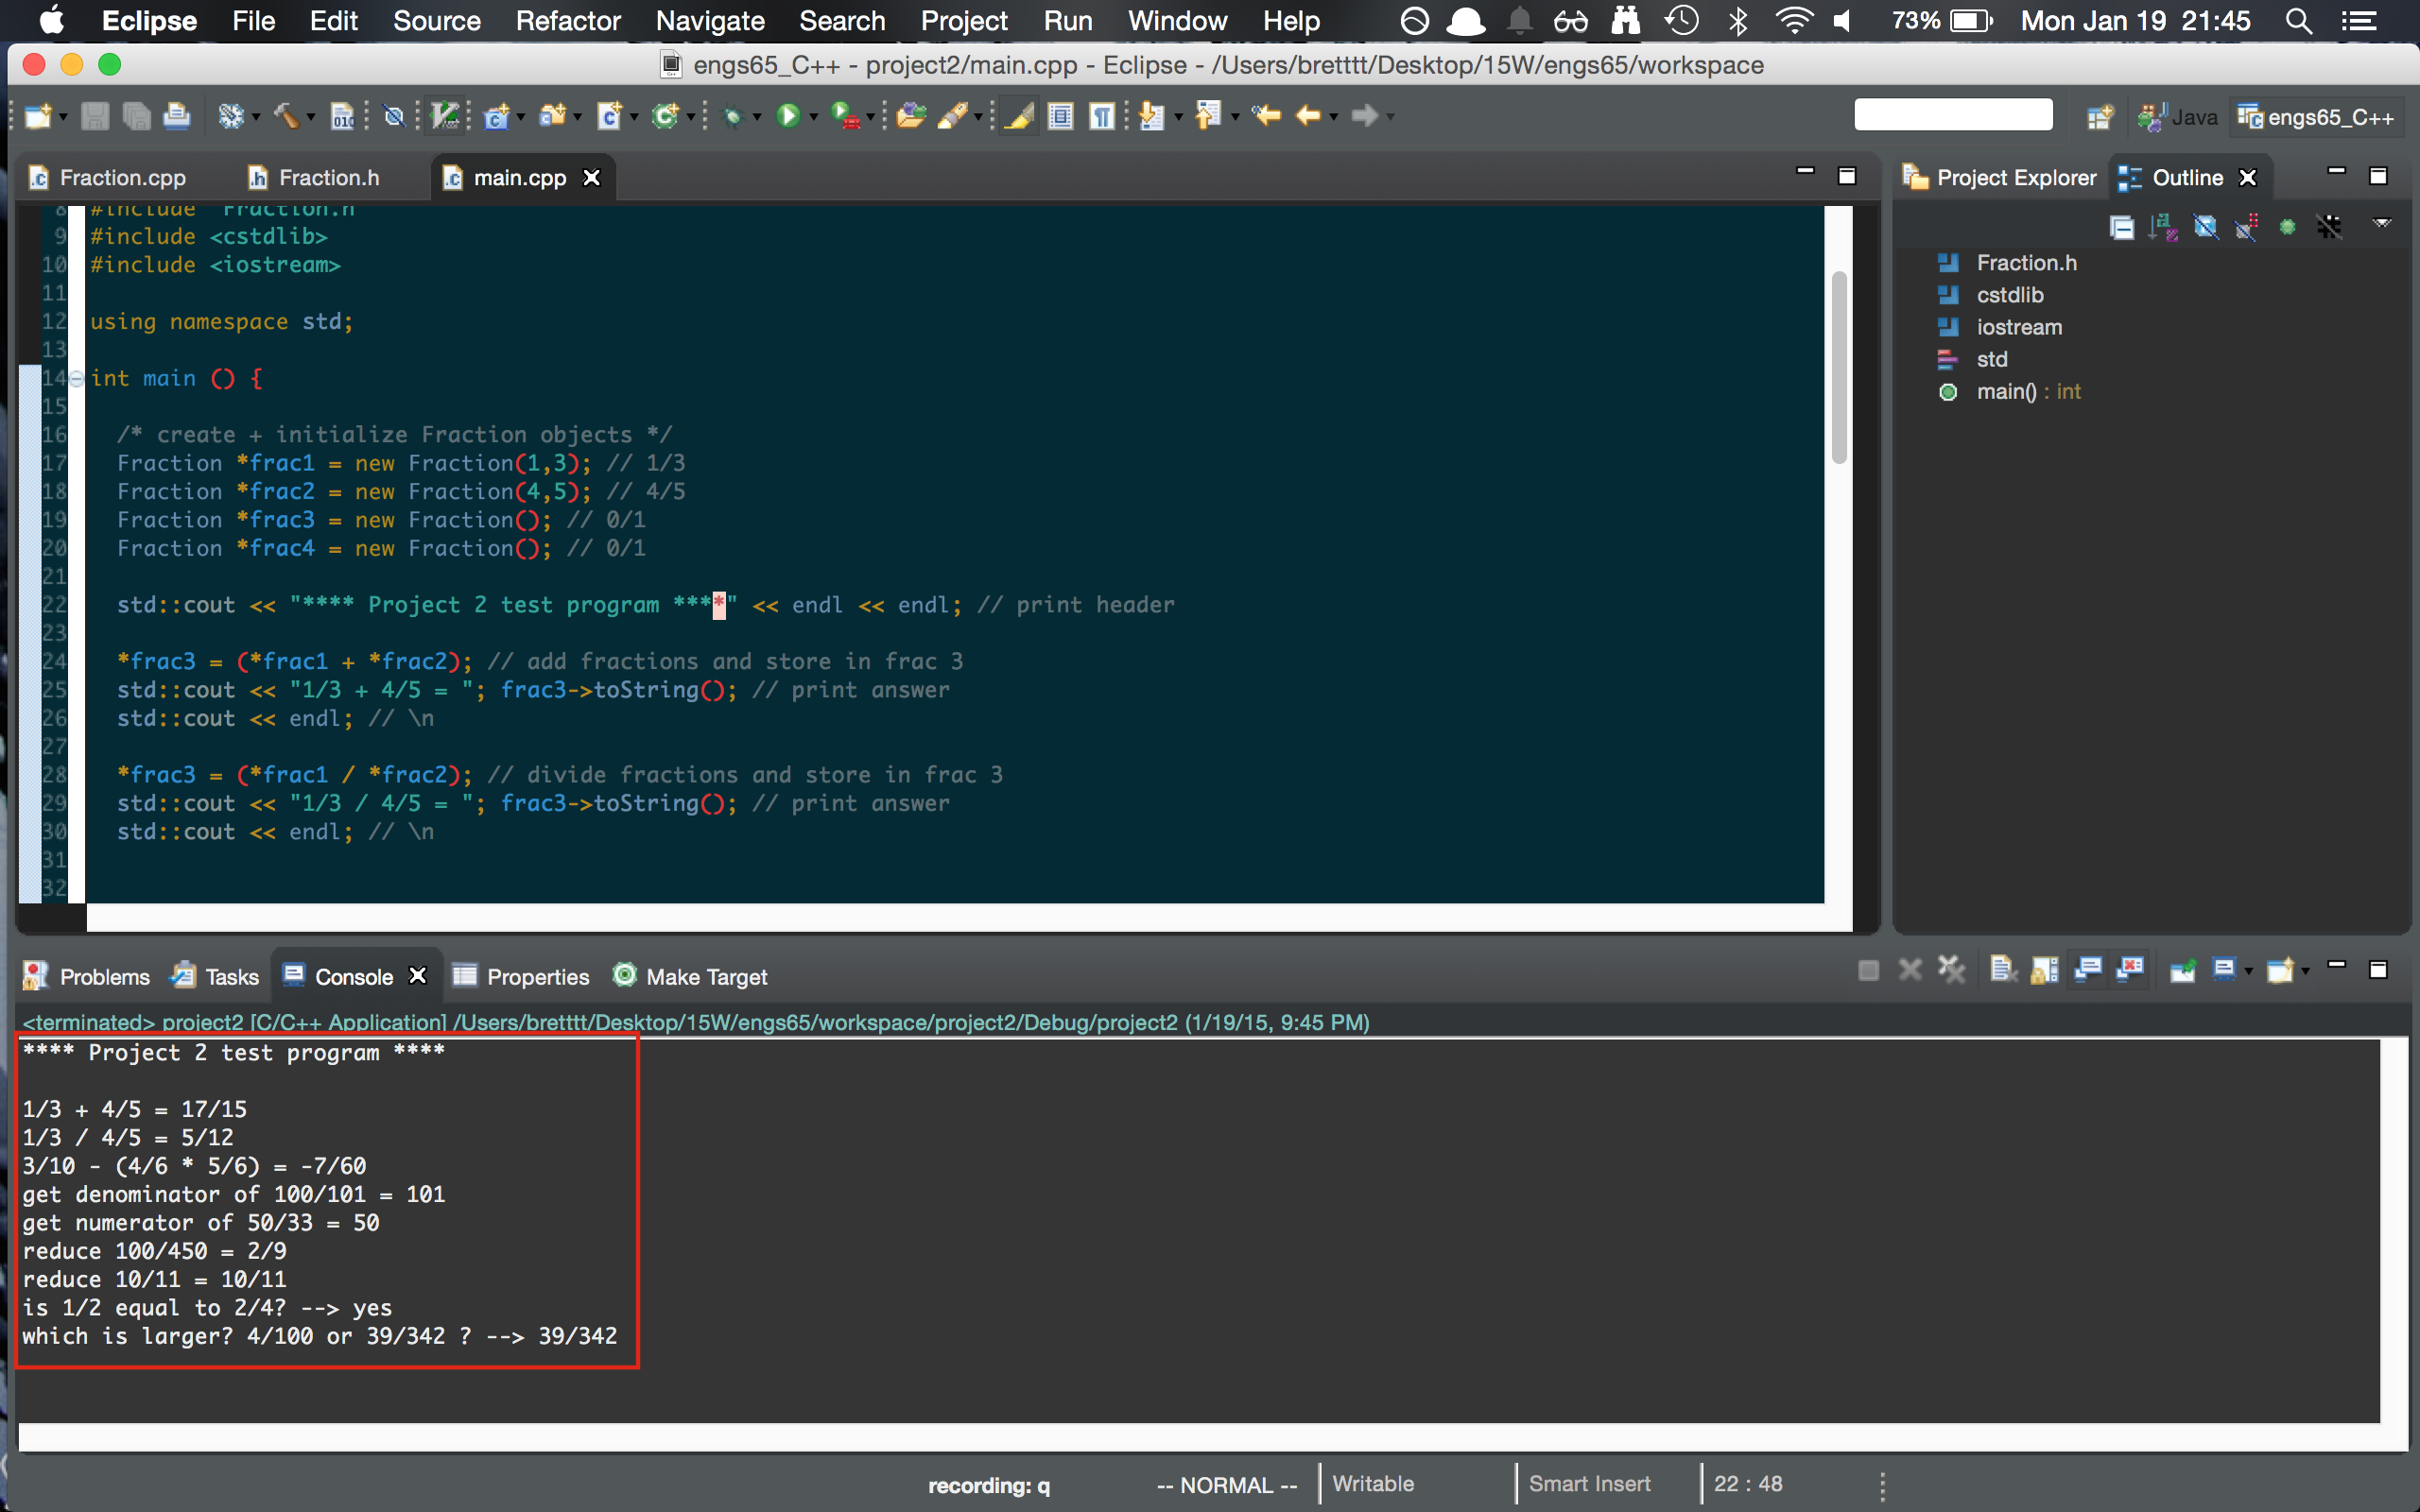 Eclipse File Edit Source Refactor Navigate Search Project Run Window Help 73% Mon Jan 19 21:45
engs65_C++ - project2/main.cpp - Eclipse - /Users/bretttt/Desktop/15W/engs65/workspace
Java engs65_C++
Fraction.cpp Fraction.h main.cpp
8 #include "Fraction.h"
9 #include <cstdlib>
10 #include <iostream>
11
12 using namespace std;
13
14 int main () {
15
16 /* create + initialize Fraction objects */
17 Fraction *frac1 = new Fraction(1,3); // 1/3
18 Fraction *frac2 = new Fraction(4,5); // 4/5
19 Fraction *frac3 = new Fraction(); // 0/1
20 Fraction *frac4 = new Fraction(); // 0/1
21
22 std::cout << "**** Project 2 test program ****" << endl << endl; // print header
23
24 *frac3 = (*frac1 + *frac2); // add fractions and store in frac 3
25 std::cout << "1/3 + 4/5 = "; frac3->toString(); // print answer
26 std::cout << endl; // \n
27
28 *frac3 = (*frac1 / *frac2); // divide fractions and store in frac 3
29 std::cout << "1/3 / 4/5 = "; frac3->toString(); // print answer
30 std::cout << endl; // \n
31
32
Project Explorer Outline
Fraction.h
cstdlib
iostream
std
main() : int
Problems Tasks Console Properties Make Target
<terminated> project2 [C/C++ Application] /Users/bretttt/Desktop/15W/engs65/workspace/project2/Debug/project2 (1/19/15, 9:45 PM)
**** Project 2 test program ****
1/3 + 4/5 = 17/15
1/3 / 4/5 = 5/12
3/10 - (4/6 * 5/6) = -7/60
get denominator of 100/101 = 101
get numerator of 50/33 = 50
reduce 100/450 = 2/9
reduce 10/11 = 10/11
is 1/2 equal to 2/4? --> yes
which is larger? 4/100 or 39/342 ? --> 39/342
recording: q -- NORMAL -- Writable Smart Insert 22 : 48